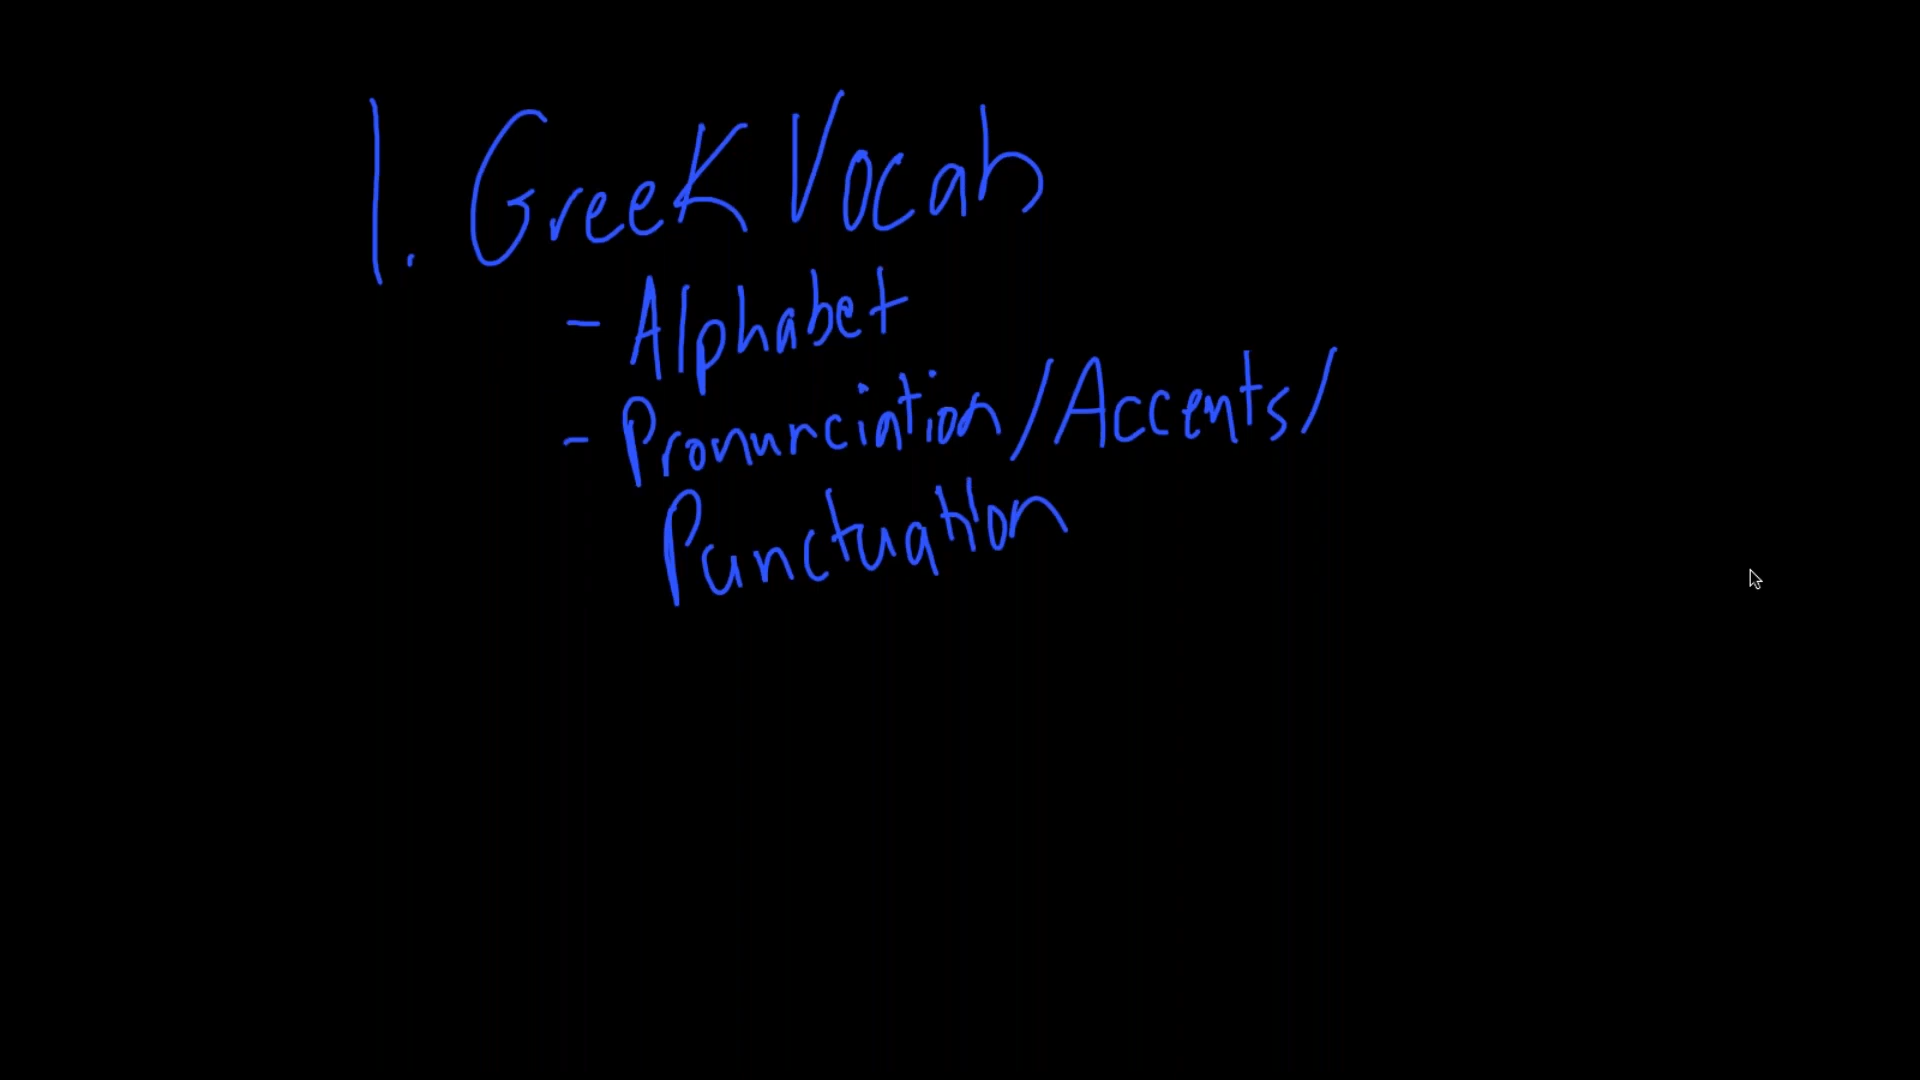 1. Greek Vocab
- Alphabet
- Pronunciation/Accents/
Punctuation